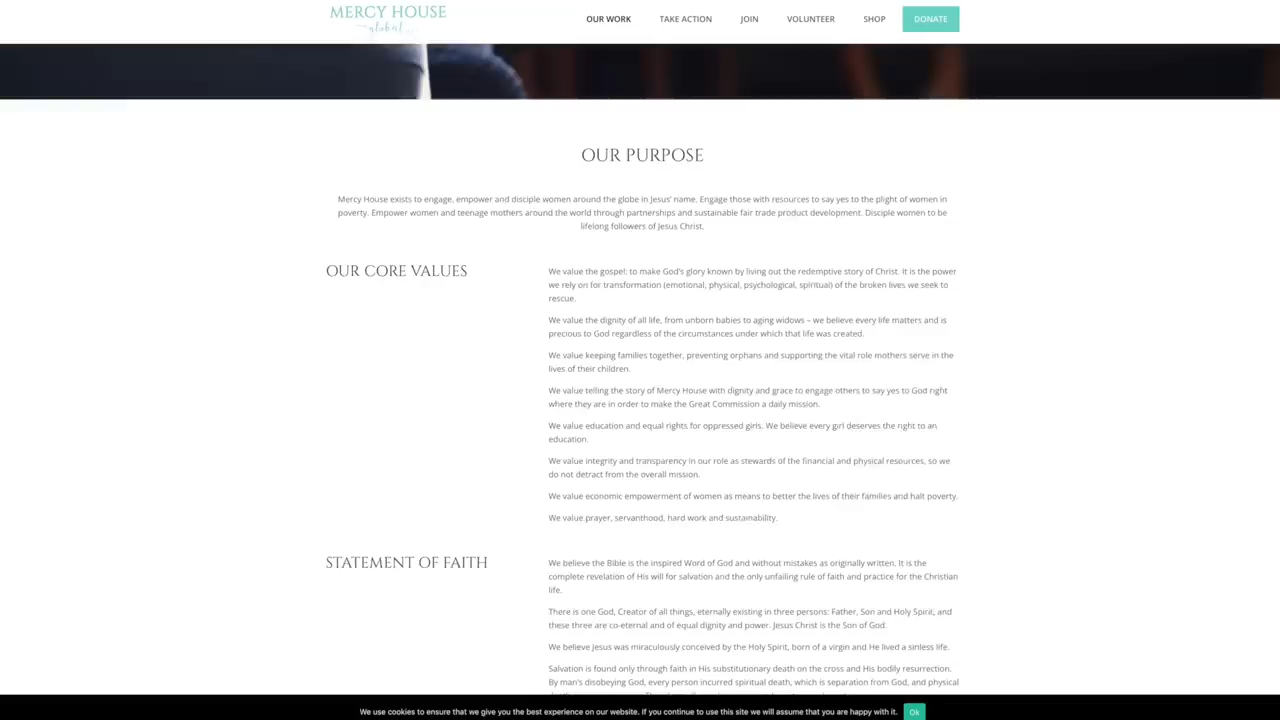 MERCY HOUSE
global
OUR WORK
TAKE ACTION
JOIN
VOLUNTEER
SHOP
DONATE
OUR PURPOSE
Mercy House exists to engage, empower and disciple women around the globe in Jesus' name. Engage those with resources to say yes to the plight of women in
poverty. Empower women and teenage mothers around the world through partnerships and sustainable fair trade product development. Disciple women to be
lifelong followers of Jesus Christ.
OUR CORE VALUES
We value the gospel: to make God's glory known by living out the redemptive story of Christ. It is the power
we rely on for transformation (emotional, physical, psychological, spiritual) of the broken lives we seek to
rescue.
We value the dignity of all life, from unborn babies to aging widows – we believe every life matters and is
precious to God regardless of the circumstances under which that life was created.
We value keeping families together, preventing orphans and supporting the vital role mothers serve in the
lives of their children.
We value telling the story of Mercy House with dignity and grace to engage others to say yes to God right
where they are in order to make the Great Commission a daily mission.
We value education and equal rights for oppressed girls. We believe every girl deserves the right to an
education.
We value integrity and transparency in our role as stewards of the financial and physical resources, so we
do not detract from the overall mission.
We value economic empowerment of women as means to better the lives of their families and halt poverty.
We value prayer, servanthood, hard work and sustainability.
STATEMENT OF FAITH
We believe the Bible is the inspired Word of God and without mistakes as originally written. It is the
complete revelation of His will for salvation and the only unfailing rule of faith and practice for the Christian
life.
There is one God, Creator of all things, eternally existing in three persons: Father, Son and Holy Spirit, and
these three are co-eternal and of equal dignity and power. Jesus Christ is the Son of God.
We believe Jesus was miraculously conceived by the Holy Spirit, born of a virgin and He lived a sinless life.
Salvation is found only through faith in His substitutionary death on the cross and His bodily resurrection.
By man's disobeying God, every person incurred spiritual death, which is separation from God, and physical
We use cookies to ensure that we give you the best experience on our website. If you continue to use this site we will assume that you are happy with it.
Ok